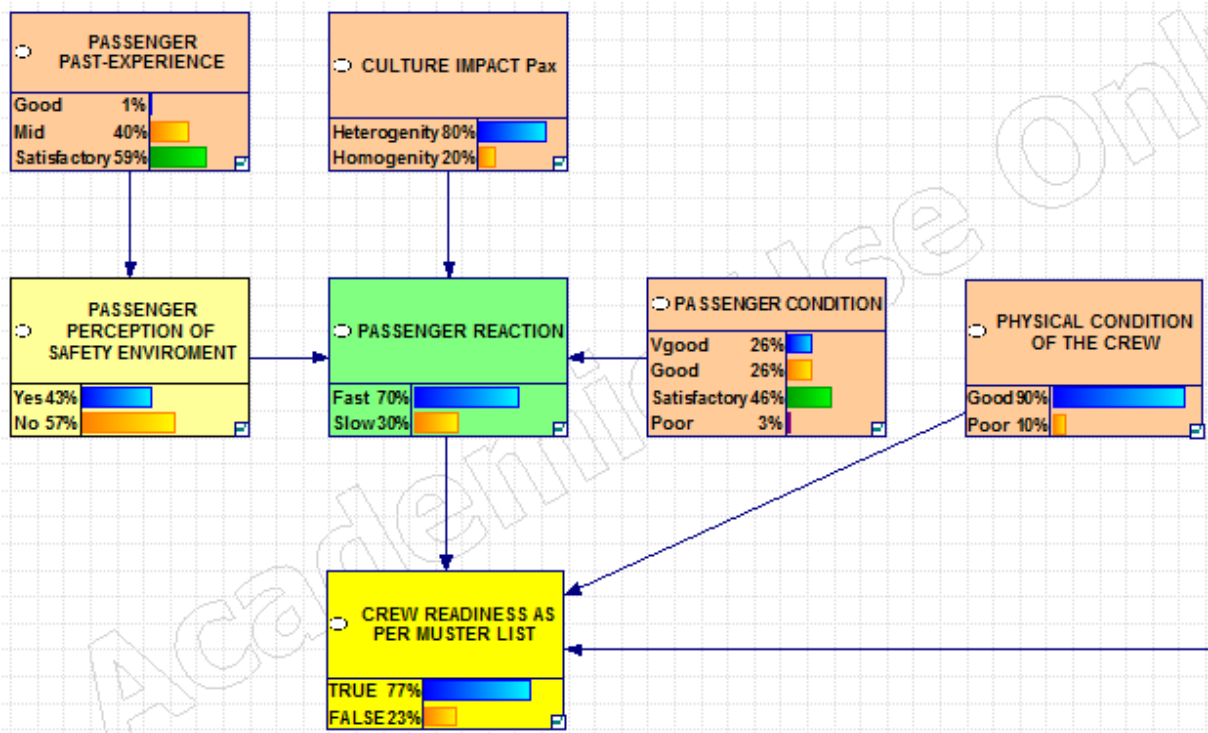 PASSENGER
PAST-EXPERIENCE
Good 1%
Mid 40%
Satisfactory 59%
CULTURE IMPACT Pax
Heterogenity 80%
Homogenity 20%
PASSENGER
PERCEPTION OF
SAFETY ENVIROMENT
Yes 43%
No 57%
PASSENGER REACTION
Fast 70%
Slow 30%
PASSENGER CONDITION
Vgood 26%
Good 26%
Satisfactory 46%
Poor 3%
PHYSICAL CONDITION
OF THE CREW
Good 90%
Poor 10%
CREW READINESS AS
PER MUSTER LIST
TRUE 77%
FALSE 23%
Academic Use Onl